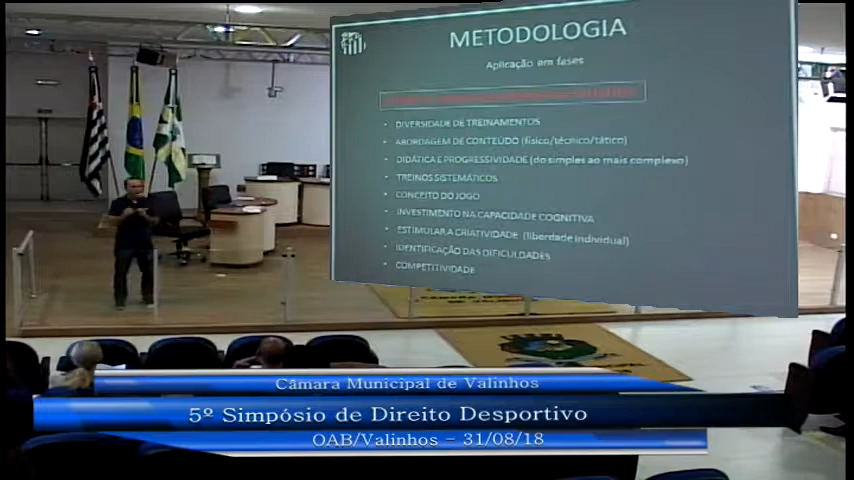 METODOLOGIA
Aplicação em fases
• DIVERSIDADE DE TREINAMENTOS
• ABORDAGEM DE CONTEÚDO (físico/técnico/tático)
• DIDÁTICA E PROGRESSIVIDADE (do simples ao mais complexo)
• TREINOS SISTEMÁTICOS
• CONCEITO DO JOGO
• INVESTIMENTO NA CAPACIDADE COGNITIVA
• ESTIMULAR A CRIATIVIDADE (liberdade individual)
• IDENTIFICAÇÃO DAS DIFICULDADES
• COMPETITIVIDADE
Câmara Municipal de Valinhos
5º Simpósio de Direito Desportivo
OAB/Valinhos - 31/08/18